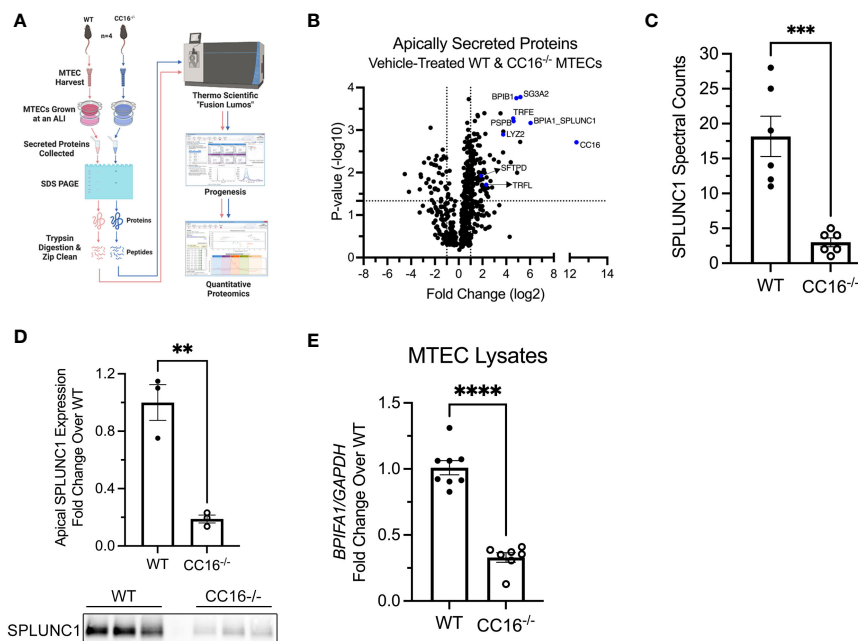 A
WT
CC16-/-
n=4
MTEC
Harvest
MTECs Grown
at an ALI
Secreted Proteins
Collected
SDS PAGE
Proteins
Trypsin
Digestion &
Zip Clean
Peptides
Thermo Scientific
"Fusion Lumos"
Progenesis
Quantitative
Proteomics
B
Apically Secreted Proteins
Vehicle-Treated WT & CC16-/- MTECs
P-value (-log10)
4
3
2
1
0
BPIB1
SG3A2
TRFE
PSPB
BPIA1_SPLUNC1
LYZ2
CC16
SFTPD
TRFL
-8 -6 -4 -2 0 2 4 6 8 12 14
Fold Change (log2)
C
***
SPLUNC1 Spectral Counts
30
25
20
15
10
5
0
WT CC16-/-
D
**
Apical SPLUNC1 Expression
Fold Change Over WT
1.2
0.9
0.6
0.3
0.0
WT CC16-/-
WT CC16-/-
SPLUNC1
E
MTEC Lysates
****
BPIFA1/GAPDH
Fold Change Over WT
1.5
1.0
0.5
0.0
WT CC16-/-